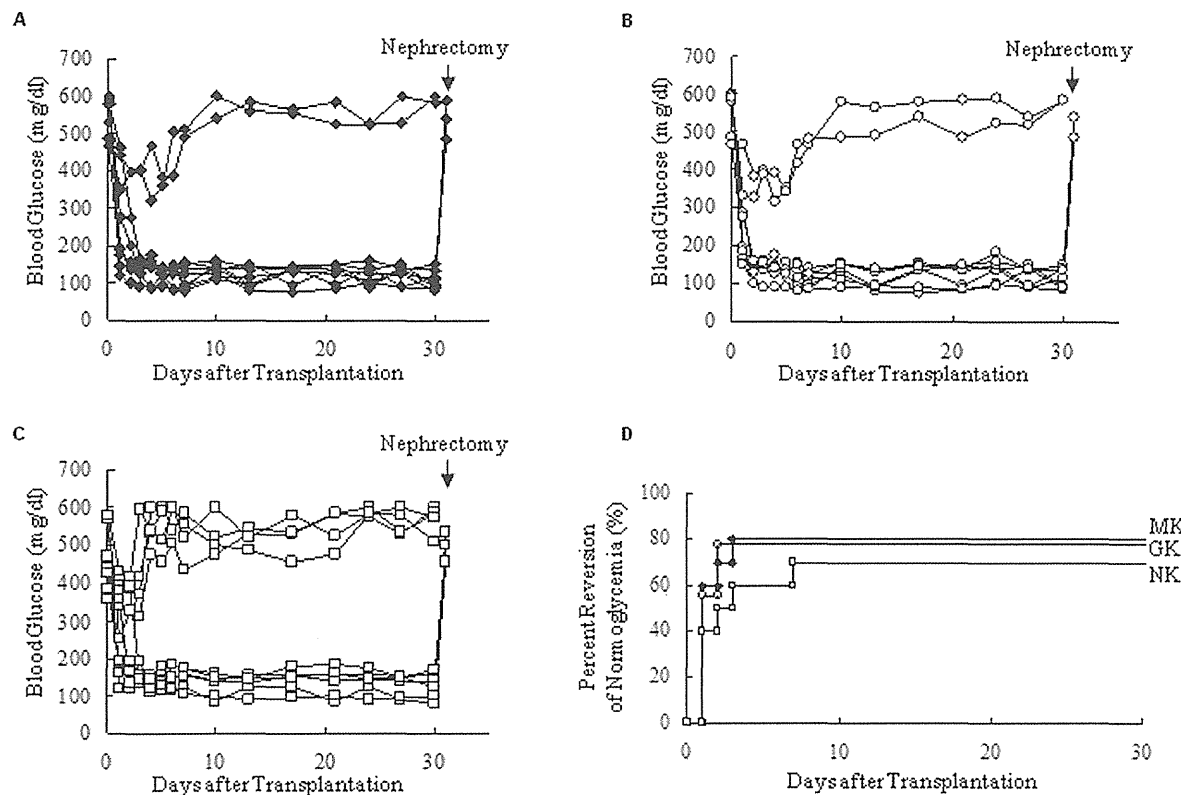 A
Nephrectomy
Blood Glucose (mg/dl)
700
600
500
400
300
200
100
0
0 10 20 30
Days after Transplantation
B
Nephrectomy
Blood Glucose (mg/dl)
700
600
500
400
300
200
100
0
0 10 20 30
Days after Transplantation
C
Nephrectomy
Blood Glucose (mg/dl)
700
600
500
400
300
200
100
0
0 10 20 30
Days after Transplantation
D
Percent Reversion
of Normoglycemia (%)
100
80
60
40
20
0
MK
GK
NK
0 10 20 30
Days after Transplantation